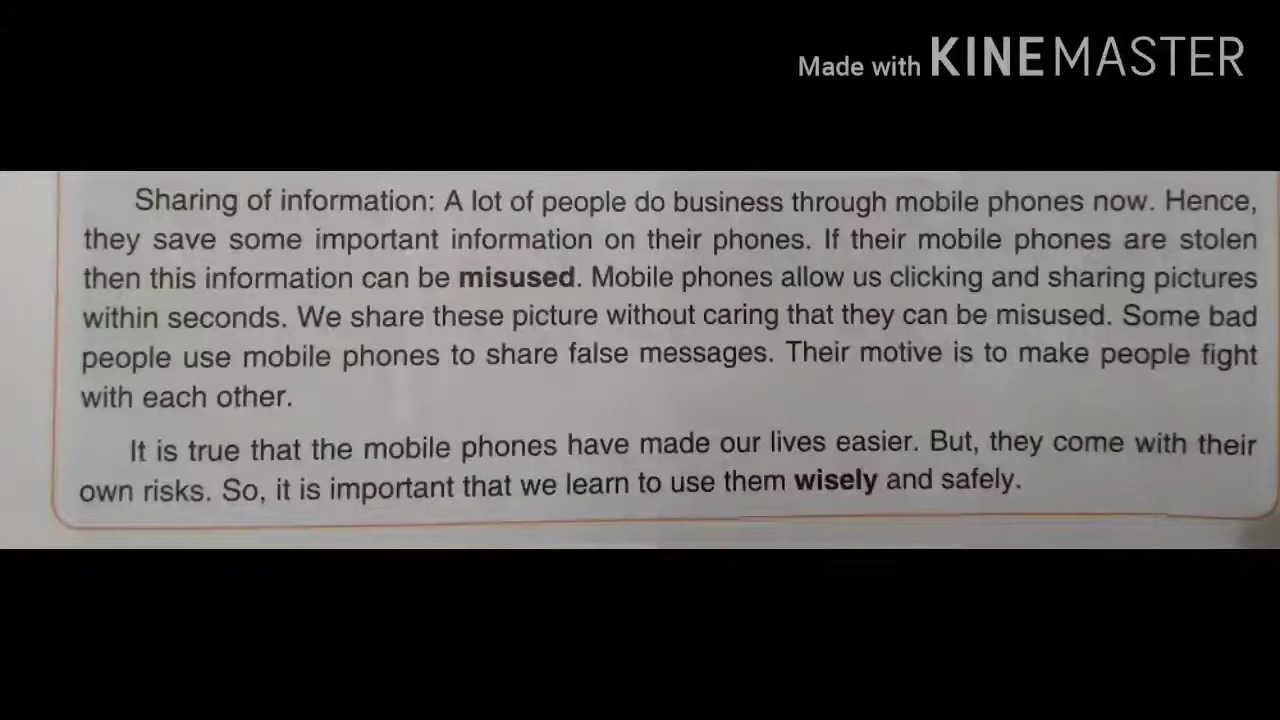 Made with KINEMASTER
Sharing of information: A lot of people do business through mobile phones now. Hence,
they save some important information on their phones. If their mobile phones are stolen
then this information can be misused. Mobile phones allow us clicking and sharing pictures
within seconds. We share these picture without caring that they can be misused. Some bad
people use mobile phones to share false messages. Their motive is to make people fight
with each other.
It is true that the mobile phones have made our lives easier. But, they come with their
own risks. So, it is important that we learn to use them wisely and safely.